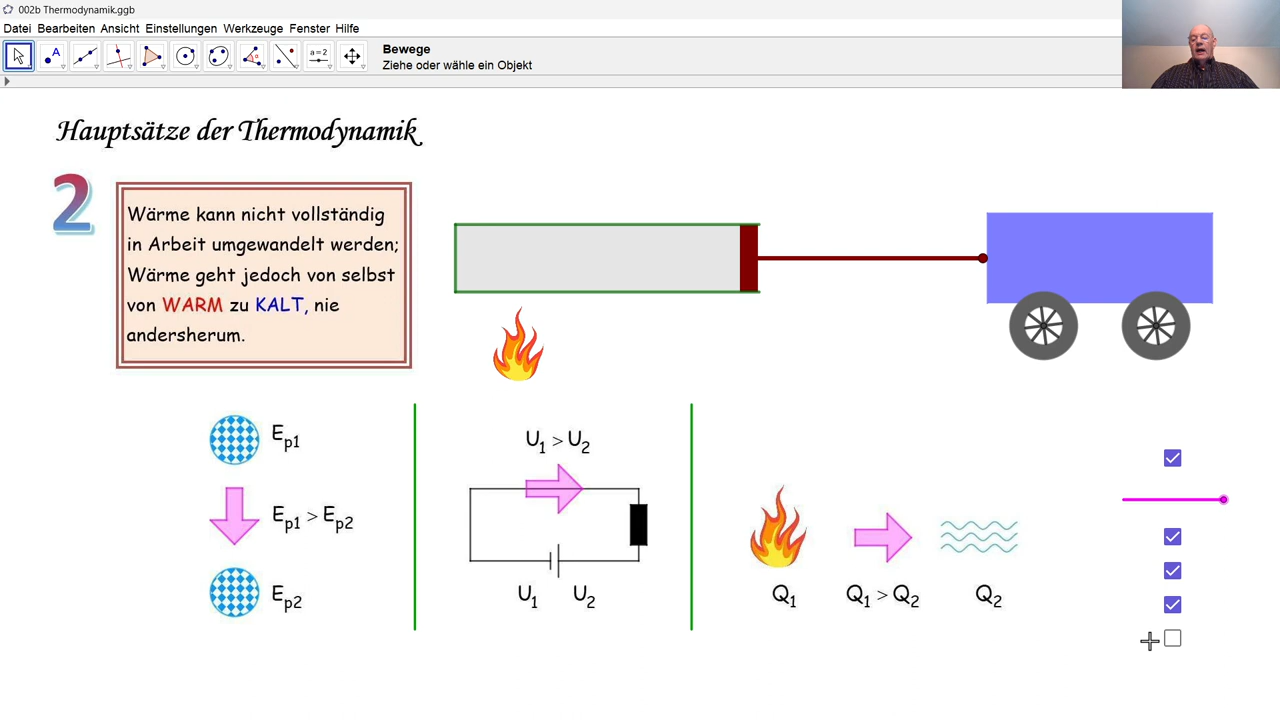 002b Thermodynamik.ggb
Datei Bearbeiten Ansicht Einstellungen Werkzeuge Fenster Hilfe
A
a=2
Bewege
Ziehe oder wähle ein Objekt
Hauptsätze der Thermodynamik
2
Wärme kann nicht vollständig
in Arbeit umgewandelt werden;
Wärme geht jedoch von selbst
von WARM zu KALT, nie
andersherum.
Ep1
Ep1 > Ep2
Ep2
U1 > U2
U1 U2
Q1 Q1 > Q2 Q2